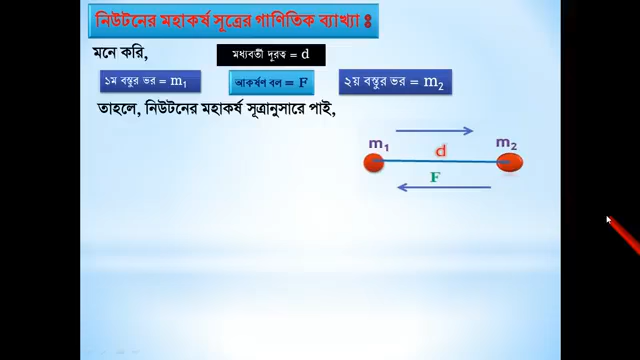 নিউটনের মহাকর্ষ সূত্রের গাণিতিক ব্যাখ্যা :
মনে করি,
মধ্যবর্তী দূরত্ব = d
১ম বস্তুর ভর = m₁
আকর্ষণ বল = F
২য় বস্তুর ভর = m₂
তাহলে, নিউটনের মহাকর্ষ সূত্রানুসারে পাই,
m₁
d
m₂
F